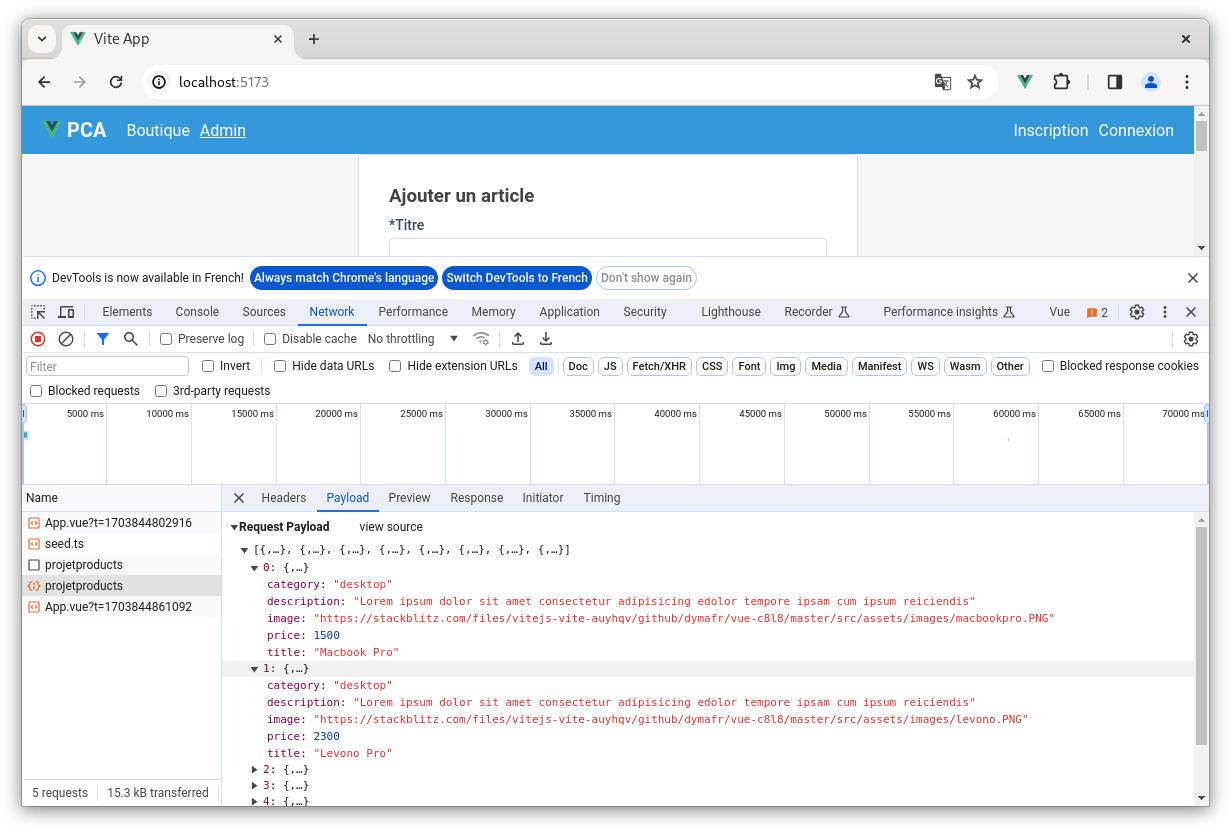 Vite App
localhost:5173
PCA Boutique Admin Inscription Connexion
Ajouter un article
*Titre
DevTools is now available in French! Always match Chrome's language Switch DevTools to French Don't show again
Elements Console Sources Network Performance Memory Application Security Lighthouse Recorder Performance insights Vue 2
Preserve log Disable cache No throttling
Filter Invert Hide data URLs Hide extension URLs All Doc JS Fetch/XHR CSS Font Img Media Manifest WS Wasm Other Blocked response cookies
Blocked requests 3rd-party requests
5000 ms 10000 ms 15000 ms 20000 ms 25000 ms 30000 ms 35000 ms 40000 ms 45000 ms 50000 ms 55000 ms 60000 ms 65000 ms 70000 ms
Name
App.vue?t=1703844802916
seed.ts
projetproducts
projetproducts
App.vue?t=1703844861092
5 requests 15.3 kB transferred
Headers Payload Preview Response Initiator Timing
Request Payload view source
[{,…}, {,…}, {,…}, {,…}, {,…}, {,…}, {,…}, {,…}]
0: {,…}
category: "desktop"
description: "Lorem ipsum dolor sit amet consectetur adipisicing edolor tempore ipsam cum ipsum reiciendis"
image: "https://stackblitz.com/files/vitejs-vite-auyhqv/github/dymafr/vue-c8l8/master/src/assets/images/macbookpro.PNG"
price: 1500
title: "Macbook Pro"
1: {,…}
category: "desktop"
description: "Lorem ipsum dolor sit amet consectetur adipisicing edolor tempore ipsam cum ipsum reiciendis"
image: "https://stackblitz.com/files/vitejs-vite-auyhqv/github/dymafr/vue-c8l8/master/src/assets/images/levono.PNG"
price: 2300
title: "Levono Pro"
2: {,…}
3: {,…}
4: {,…}